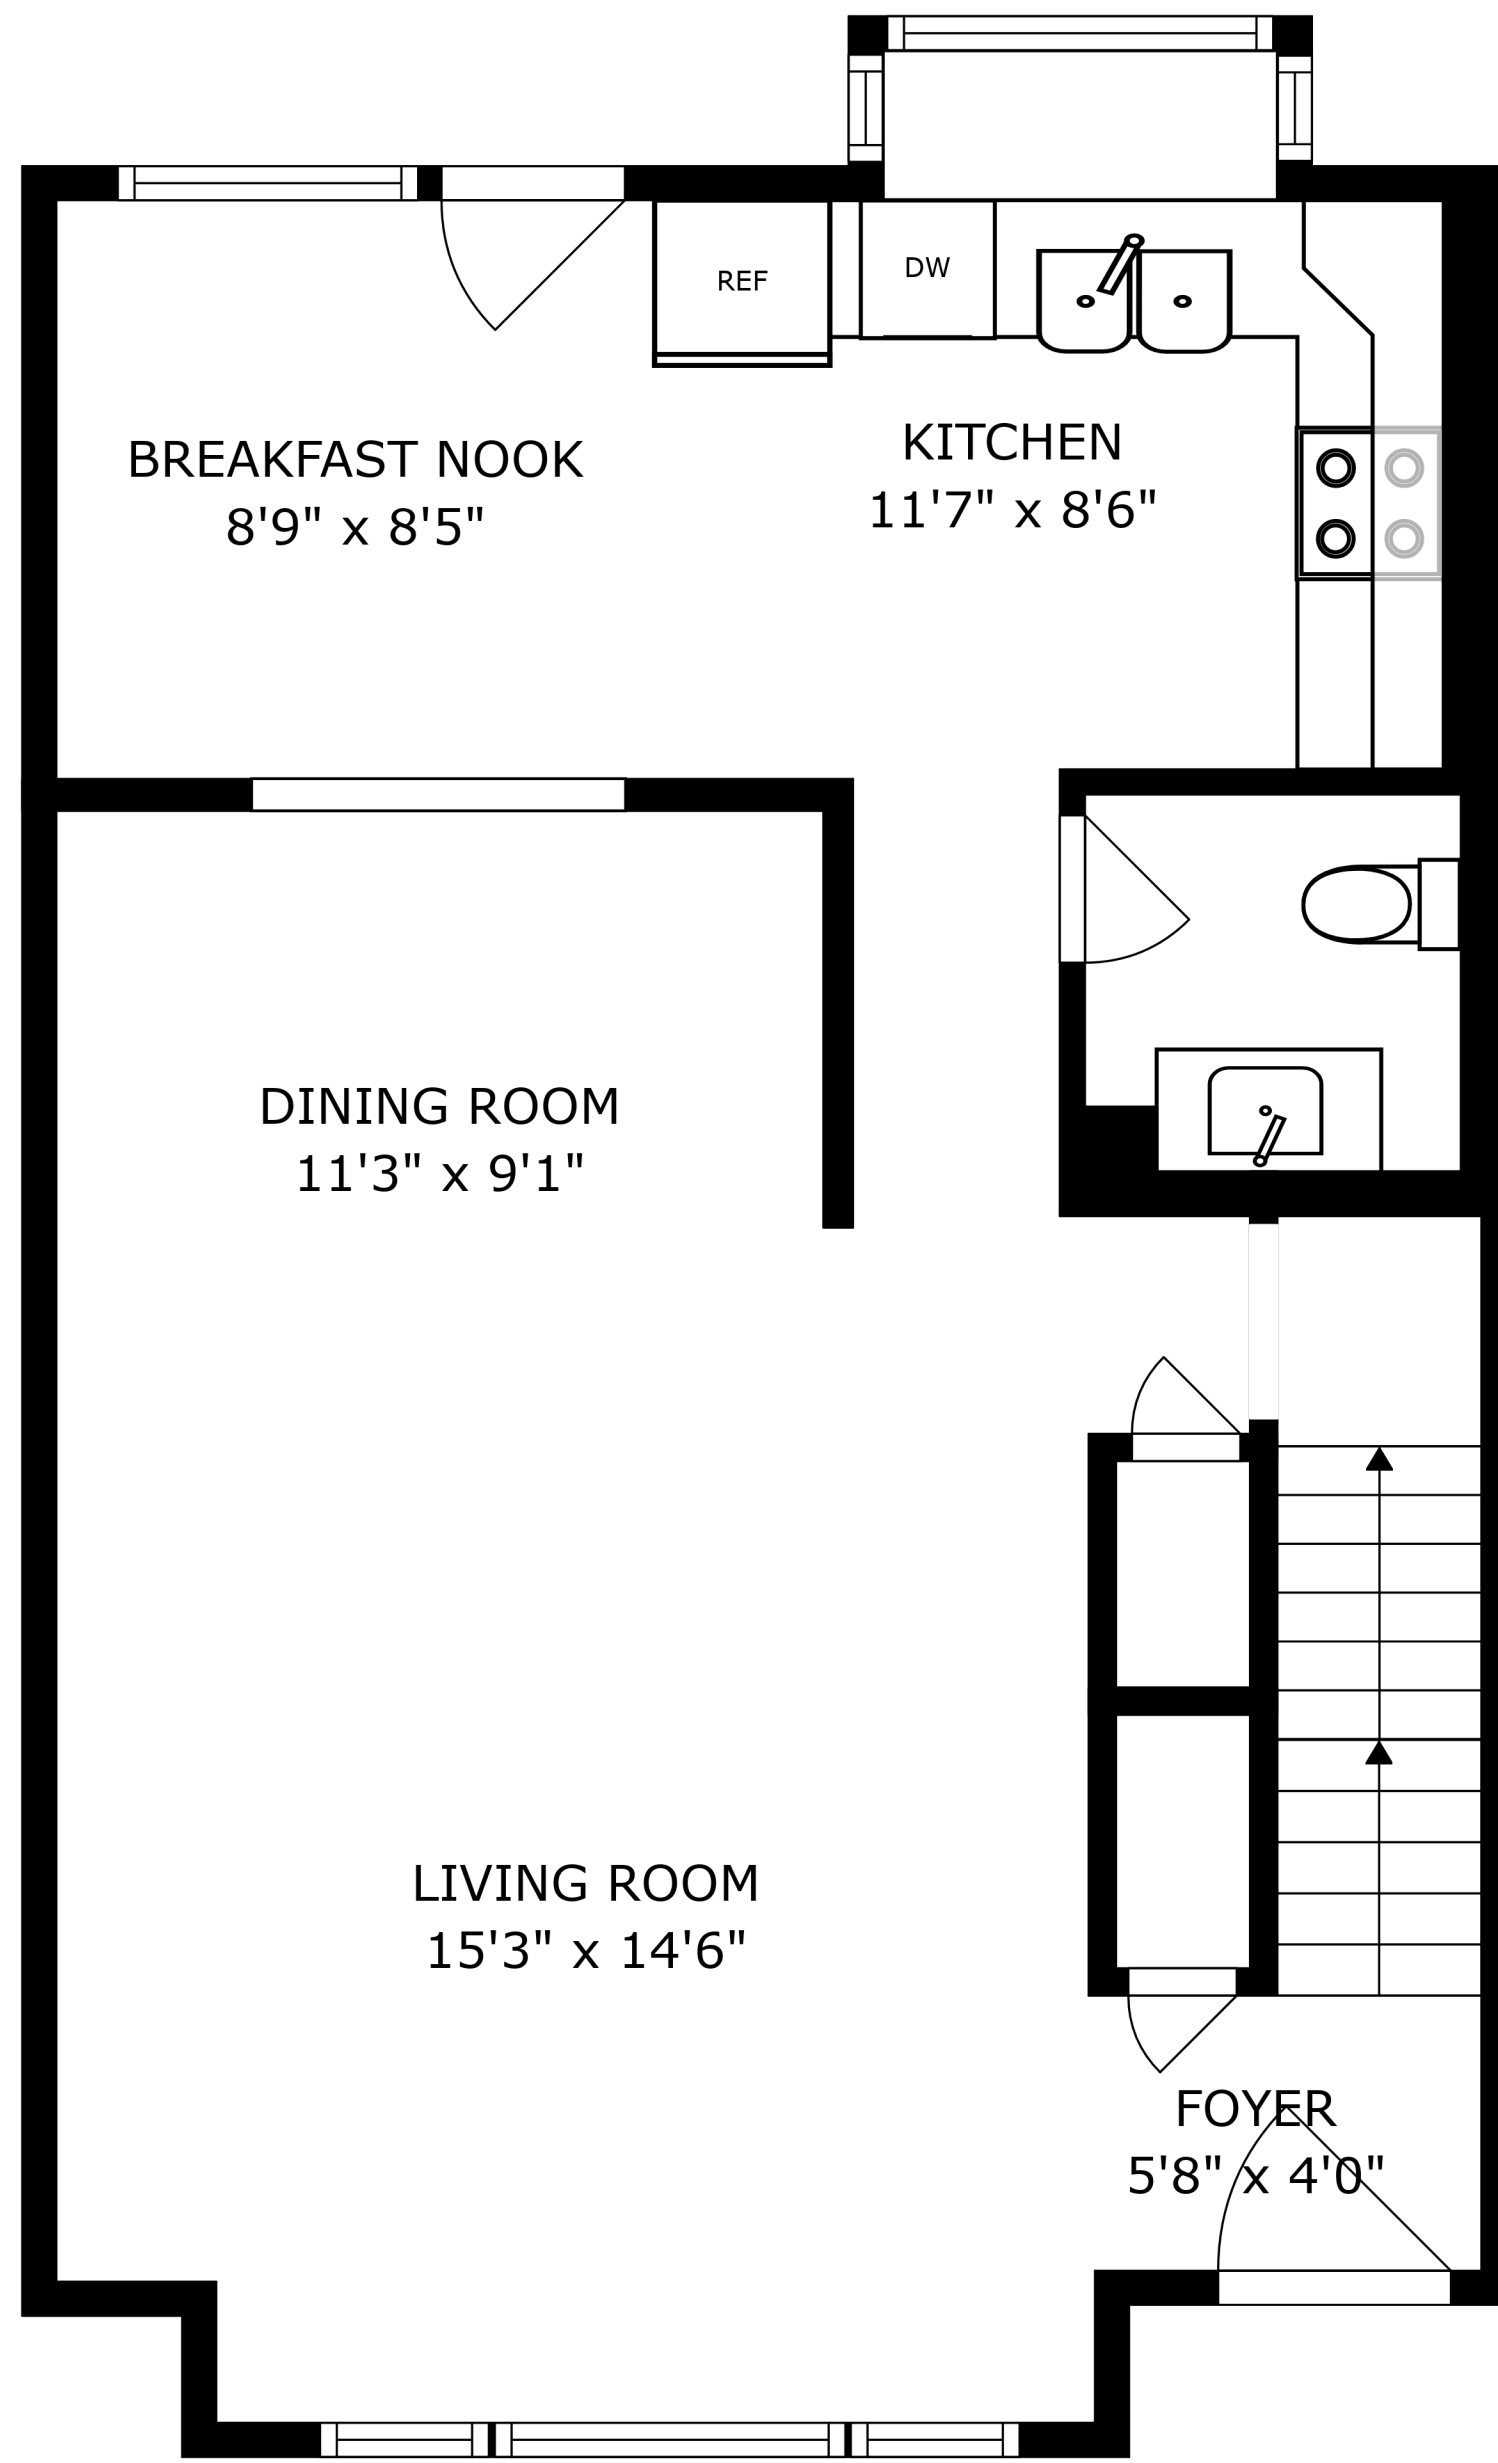 REF
DW
BREAKFAST NOOK
8'9" x 8'5"
KITCHEN
11'7" x 8'6"
DINING ROOM
11'3" x 9'1"
LIVING ROOM
15'3" x 14'6"
FOYER
5'8" x 4'0"